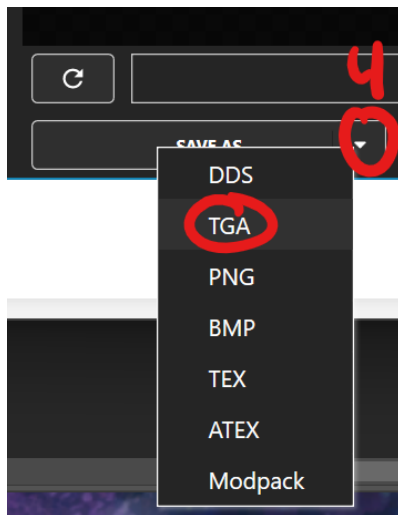 4
SAVE AS
DDS
TGA
PNG
BMP
TEX
ATEX
Modpack